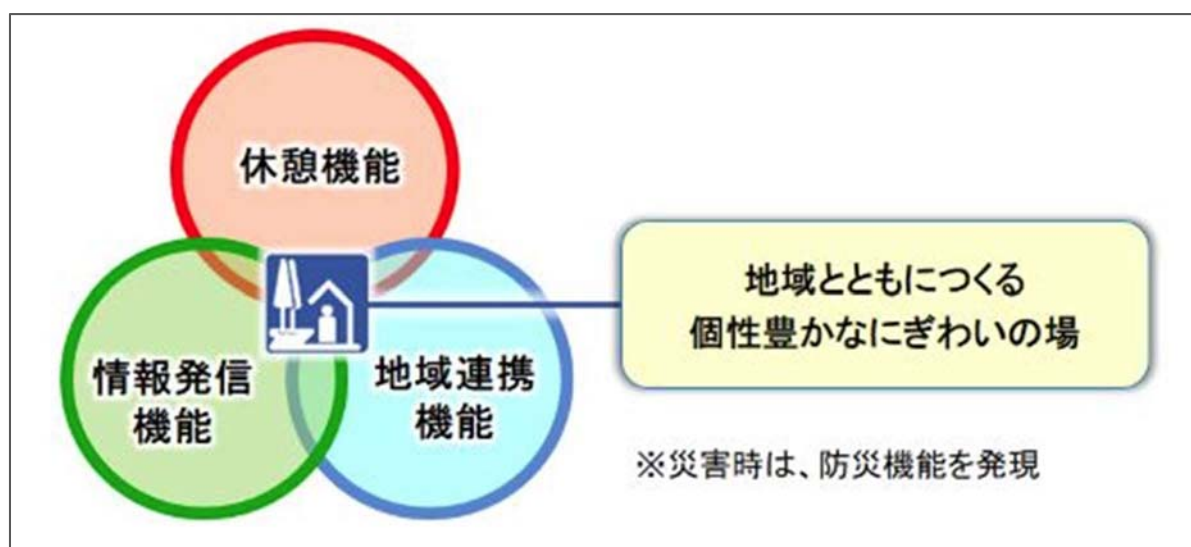 休憩機能
情報発信
機能
地域連携
機能
地域とともにつくる
個性豊かなにぎわいの場
※災害時は、防災機能を発現